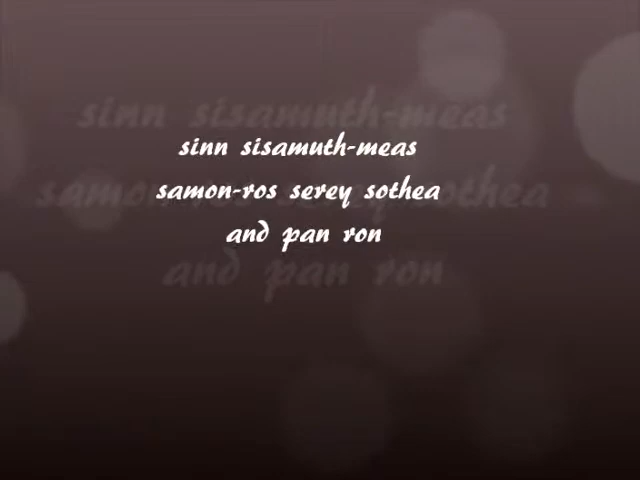 sinn sisamuth-meas
samon-ros serey sothea
and pan ron